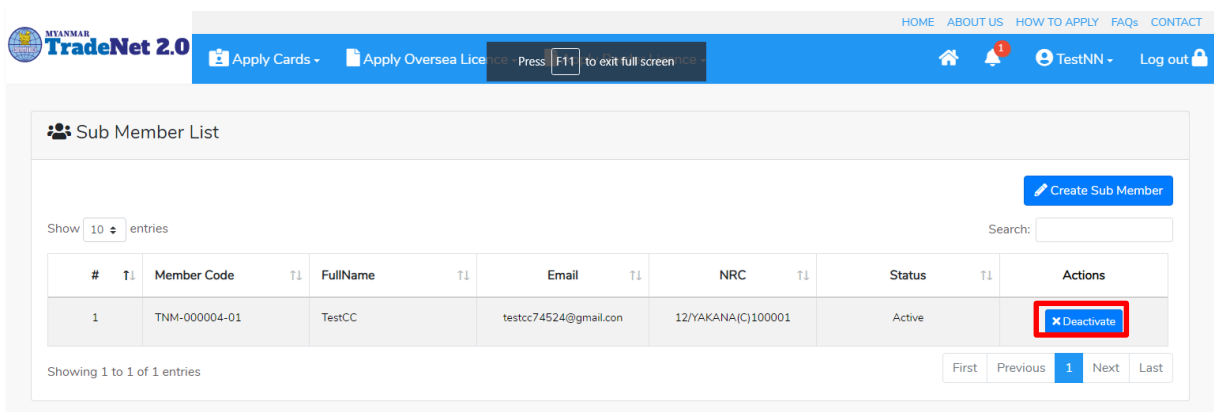 HOME ABOUT US HOW TO APPLY FAQs CONTACT
MYANMAR
TradeNet 2.0
Apply Cards
Apply Oversea Licence
Press F11 to exit full screen
1
TestNN
Log out
Sub Member List
Create Sub Member
Show 10 entries
Search:
# Member Code FullName Email NRC Status Actions
1 TNM-000004-01 TestCC testcc74524@gmail.con 12/YAKANA(C)100001 Active Deactivate
Showing 1 to 1 of 1 entries
First Previous 1 Next Last